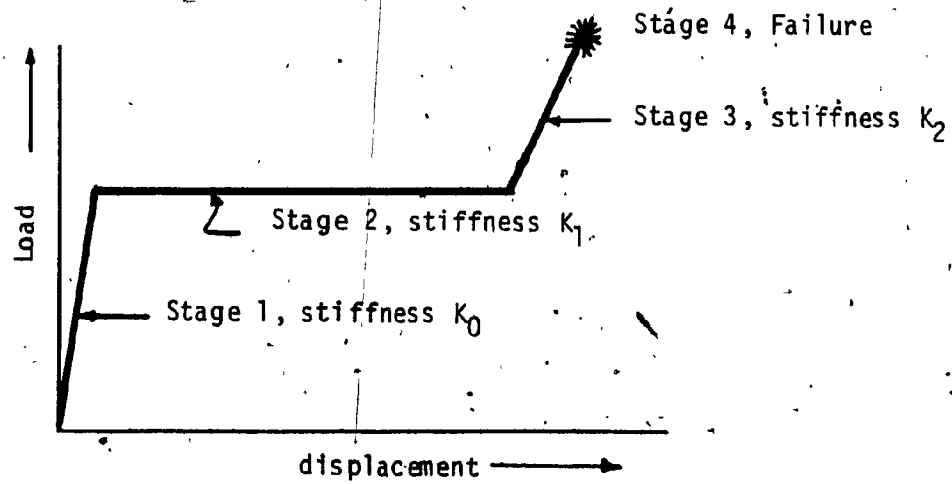 Stage 4, Failure
Stage 3, stiffness K2
Load
Stage 2, stiffness K1
Stage 1, stiffness K0
displacement